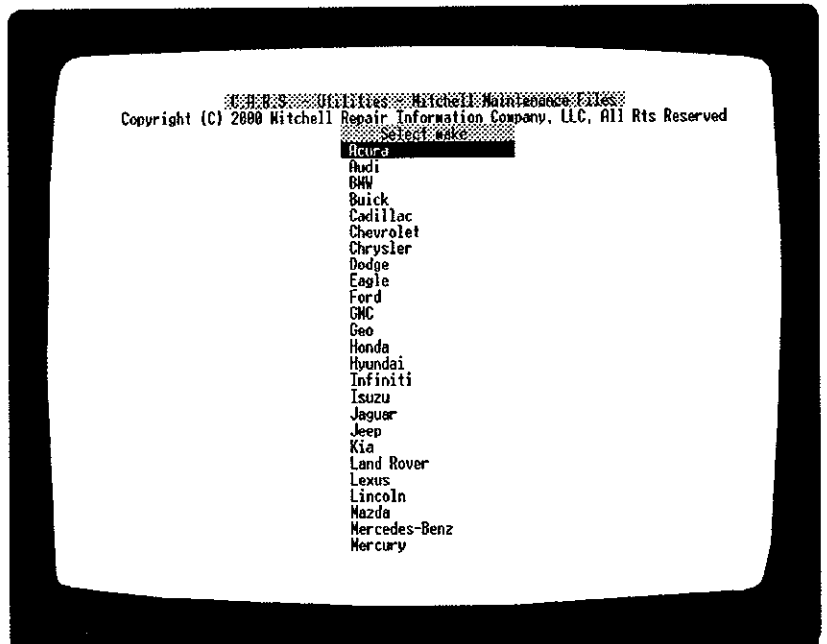 C.H.B.S. - Utilities - Mitchell Maintenance Files
Copyright (C) 2000 Mitchell Repair Information Company, LLC, All Rts Reserved
Select make
Acura
Audi
BMW
Buick
Cadillac
Chevrolet
Chrysler
Dodge
Eagle
Ford
GMC
Geo
Honda
Hyundai
Infiniti
Isuzu
Jaguar
Jeep
Kia
Land Rover
Lexus
Lincoln
Mazda
Mercedes-Benz
Mercury